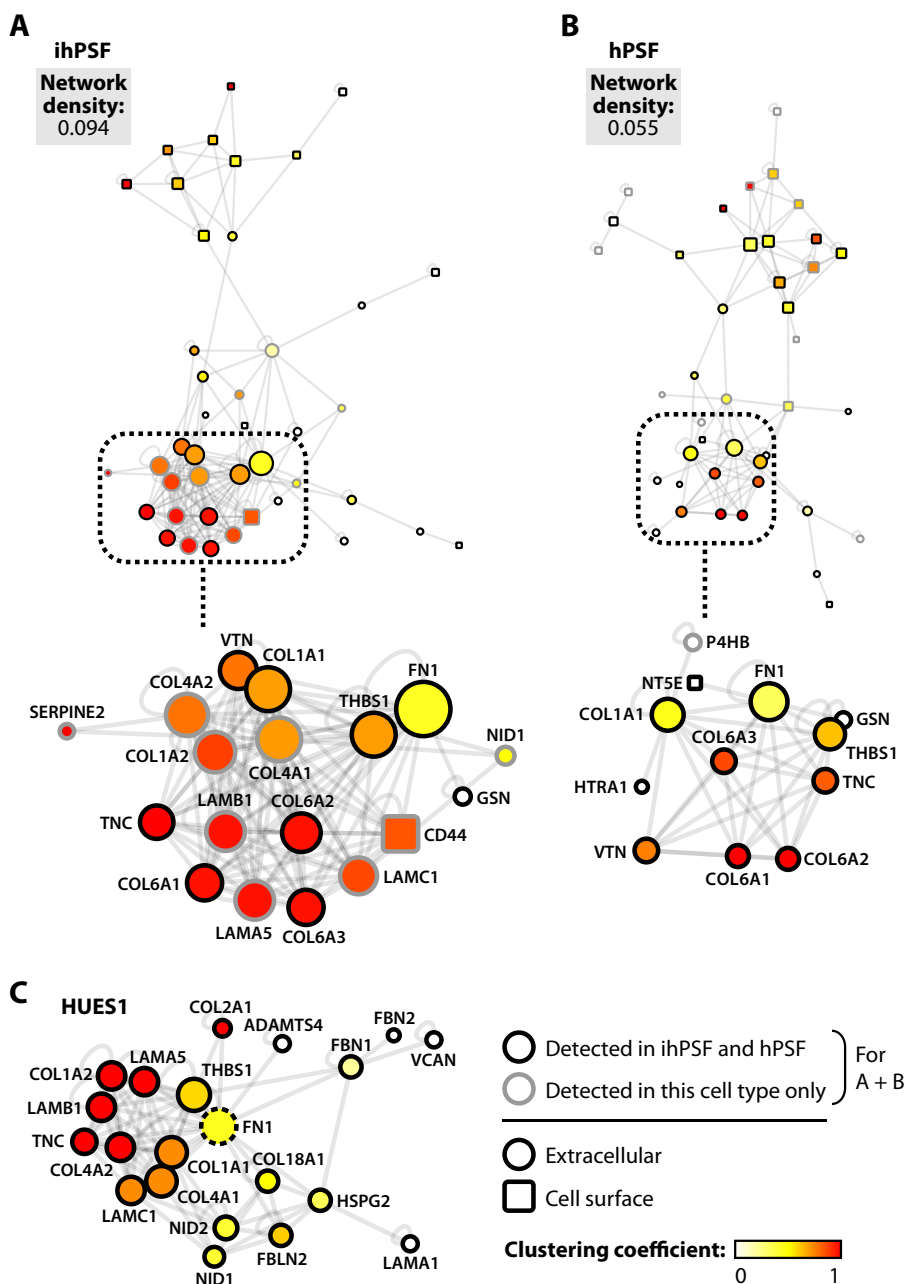 A
ihPSF
Network
density:
0.094
B
hPSF
Network
density:
0.055
VTN
COL1A1
COL4A2
FN1
THBS1
SERPINE2
COL1A2
COL4A1
NID1
GSN
LAMB1
COL6A2
TNC
CD44
COL6A1
LAMC1
LAMA5
COL6A3
P4HB
NT5E
FN1
COL1A1
GSN
COL6A3
THBS1
HTRA1
TNC
VTN
COL6A1
COL6A2
C
HUES1
COL2A1
ADAMTS4
FBN2
FBN1
VCAN
LAMA5
THBS1
COL1A2
LAMB1
FN1
TNC
COL4A2
COL1A1
COL18A1
COL4A1
HSPG2
LAMC1
NID2
FBLN2
NID1
LAMA1
Detected in ihPSF and hPSF
Detected in this cell type only
For
A + B
Extracellular
Cell surface
Clustering coefficient:
0 1